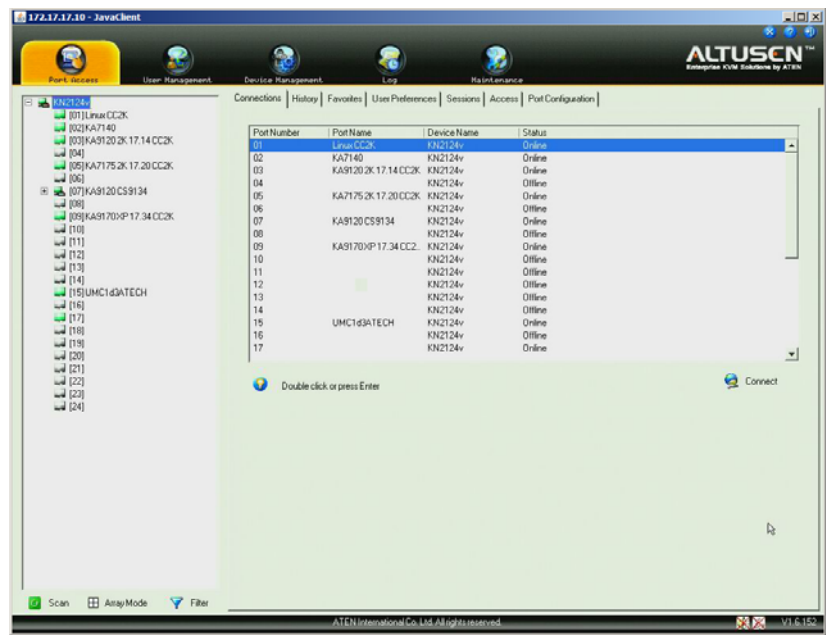 172.17.17.10 - JavaClient
Port Access
User Management
Device Management
Log
Maintenance
ALTUSEN™
Enterprise KVM Solutions by ATEN
KN2124v
[01]LinuxCC2K
[02]KA7140
[03]KA9120 2K 17.14 CC2K
[04]
[05]KA7175 2K 17.20 CC2K
[06]
[07]KA9120 CS9134
[08]
[09]KA9170XP 17.34 CC2K
[10]
[11]
[12]
[13]
[14]
[15]UMC1d3ATECH
[16]
[17]
[18]
[19]
[20]
[21]
[22]
[23]
[24]
Scan
Array Mode
Filter
Connections
History
Favorites
User Preferences
Sessions
Access
Port Configuration
Port Number Port Name Device Name Status
01 LinuxCC2K KN2124v Online
02 KA7140 KN2124v Online
03 KA9120 2K 17.14 CC2K KN2124v Online
04 KN2124v Offline
05 KA7175 2K 17.20 CC2K KN2124v Online
06 KN2124v Offline
07 KA9120 CS9134 KN2124v Online
08 KN2124v Offline
09 KA9170XP 17.34 CC2.. KN2124v Online
10 KN2124v Offline
11 KN2124v Offline
12 KN2124v Offline
13 KN2124v Offline
14 KN2124v Offline
15 UMC1d3ATECH KN2124v Online
16 KN2124v Offline
17 KN2124v Online
Double click or press Enter
Connect
ATEN International Co. Ltd. All rights reserved.
V1.6.152